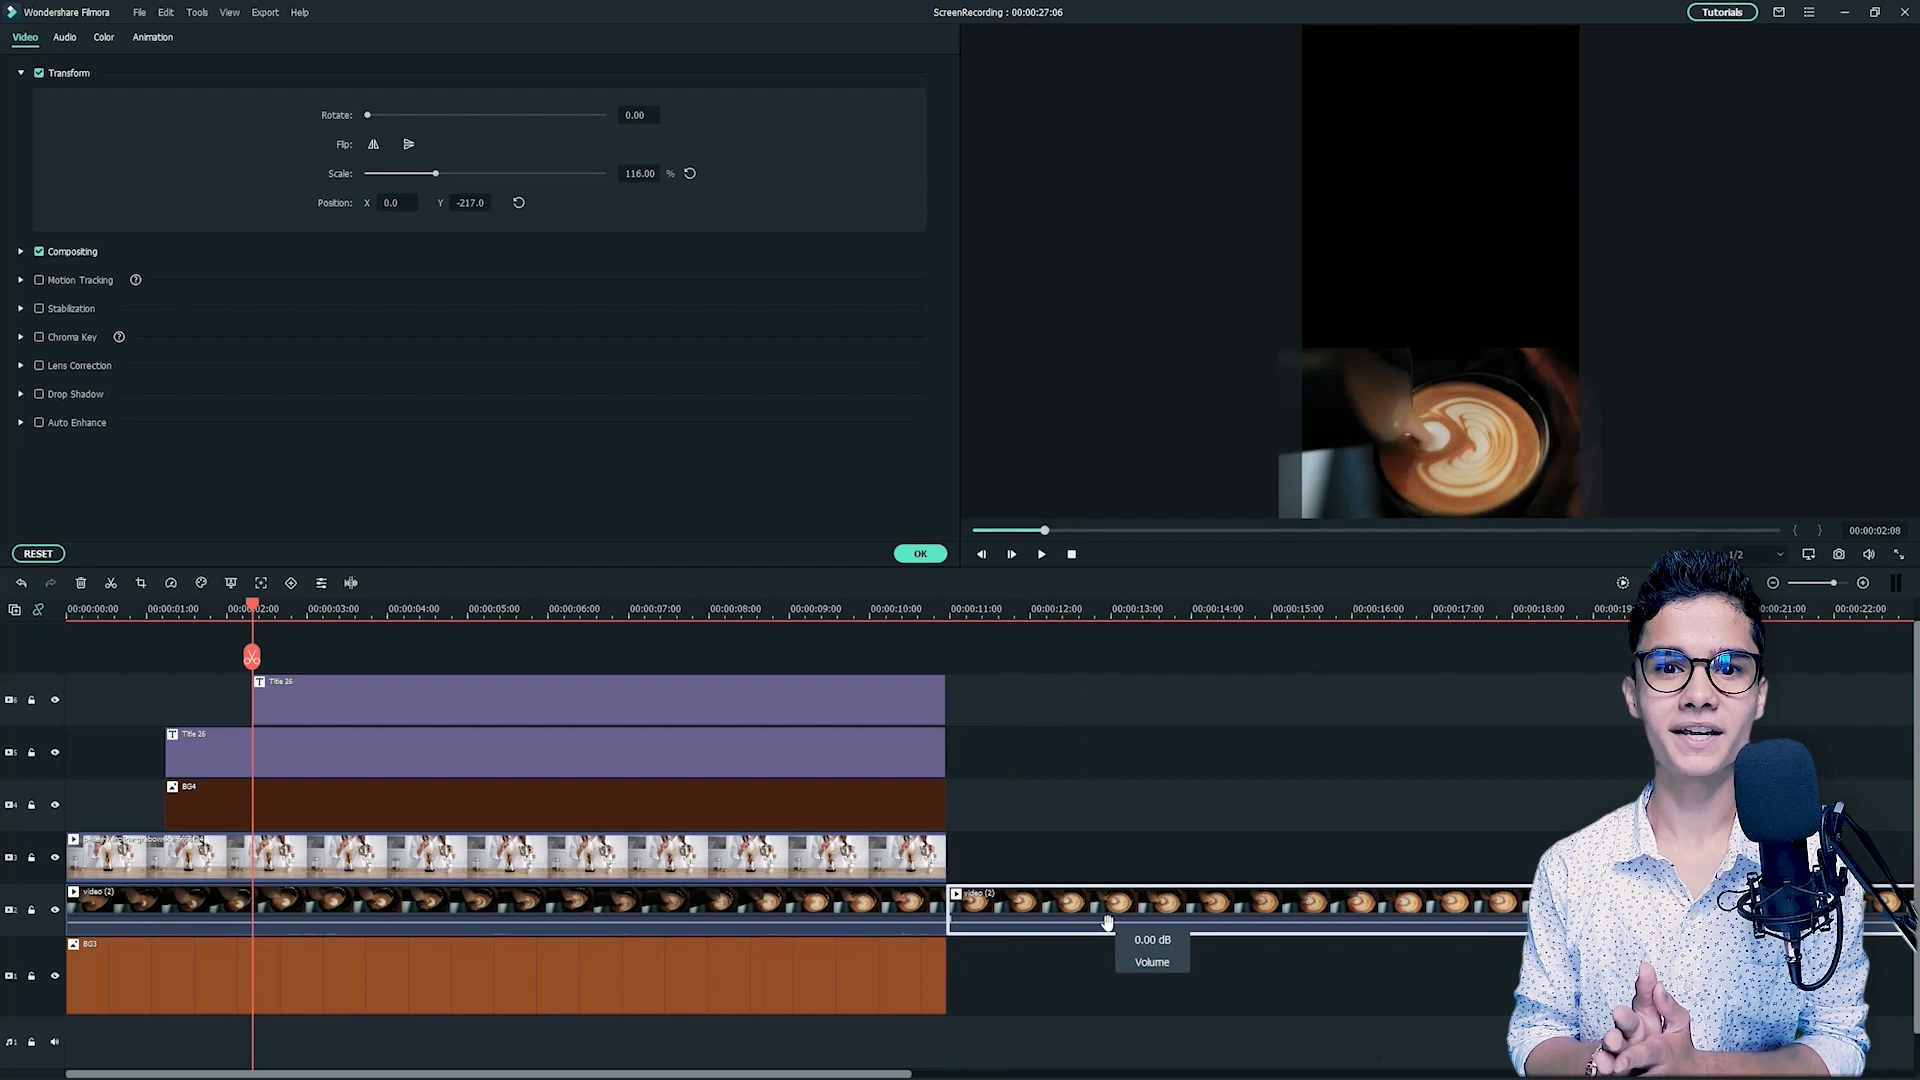 Wondershare Filmora File Edit Tools View Export Help ScreenRecording : 00:00:27:06 Tutorials
Video Audio Color Animation
Transform
Rotate: 0.00
Flip:
Scale: 116.00 %
Position: X 0.0 Y -217.0
Compositing
Motion Tracking ?
Stabilization
Chroma Key ?
Lens Correction
Drop Shadow
Auto Enhance
{ } 00:00:02:08
RESET OK
1/2
00:00:00:00 00:00:01:00 00:00:02:00 00:00:03:00 00:00:04:00 00:00:05:00 00:00:06:00 00:00:07:00 00:00:08:00 00:00:09:00 00:00:10:00 00:00:11:00 00:00:12:00 00:00:13:00 00:00:14:00 00:00:15:00 00:00:16:00 00:00:17:00 00:00:18:00 00:00:19 00:21:00 00:00:22:00
T Title 26
6
T Title 26
5
BG4
4
3
video (2) video (2)
2
0.00 dB
BG3
Volume
1
1